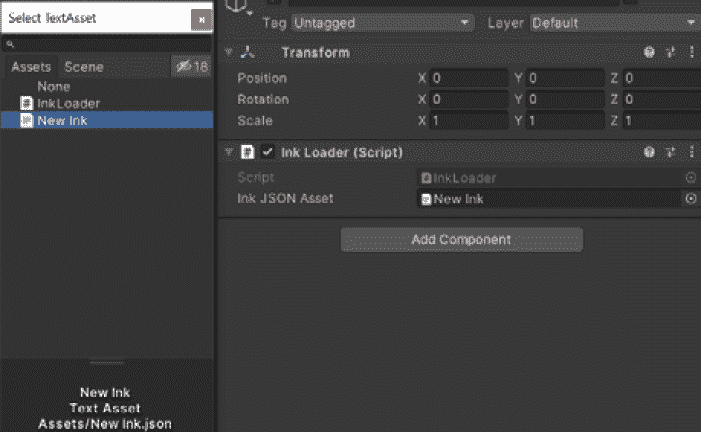 Select TextAsset
Assets Scene 18
None
InkLoader
New Ink
New Ink
Text Asset
Assets/New Ink.json
Tag Untagged Layer Default
Transform
Position X 0 Y 0 Z 0
Rotation X 0 Y 0 Z 0
Scale X 1 Y 1 Z 1
# Ink Loader (Script)
Script InkLoader
Ink JSON Asset New Ink
Add Component